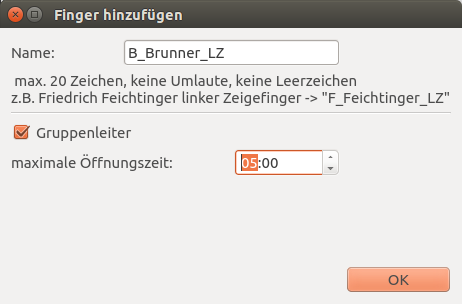 Finger hinzufügen
Name: B_Brunner_LZ
max. 20 Zeichen, keine Umlaute, keine Leerzeichen
z.B. Friedrich Feichtinger linker Zeigefinger -> "F_Feichtinger_LZ"
Gruppenleiter
maximale Öffnungszeit: 05:00
OK